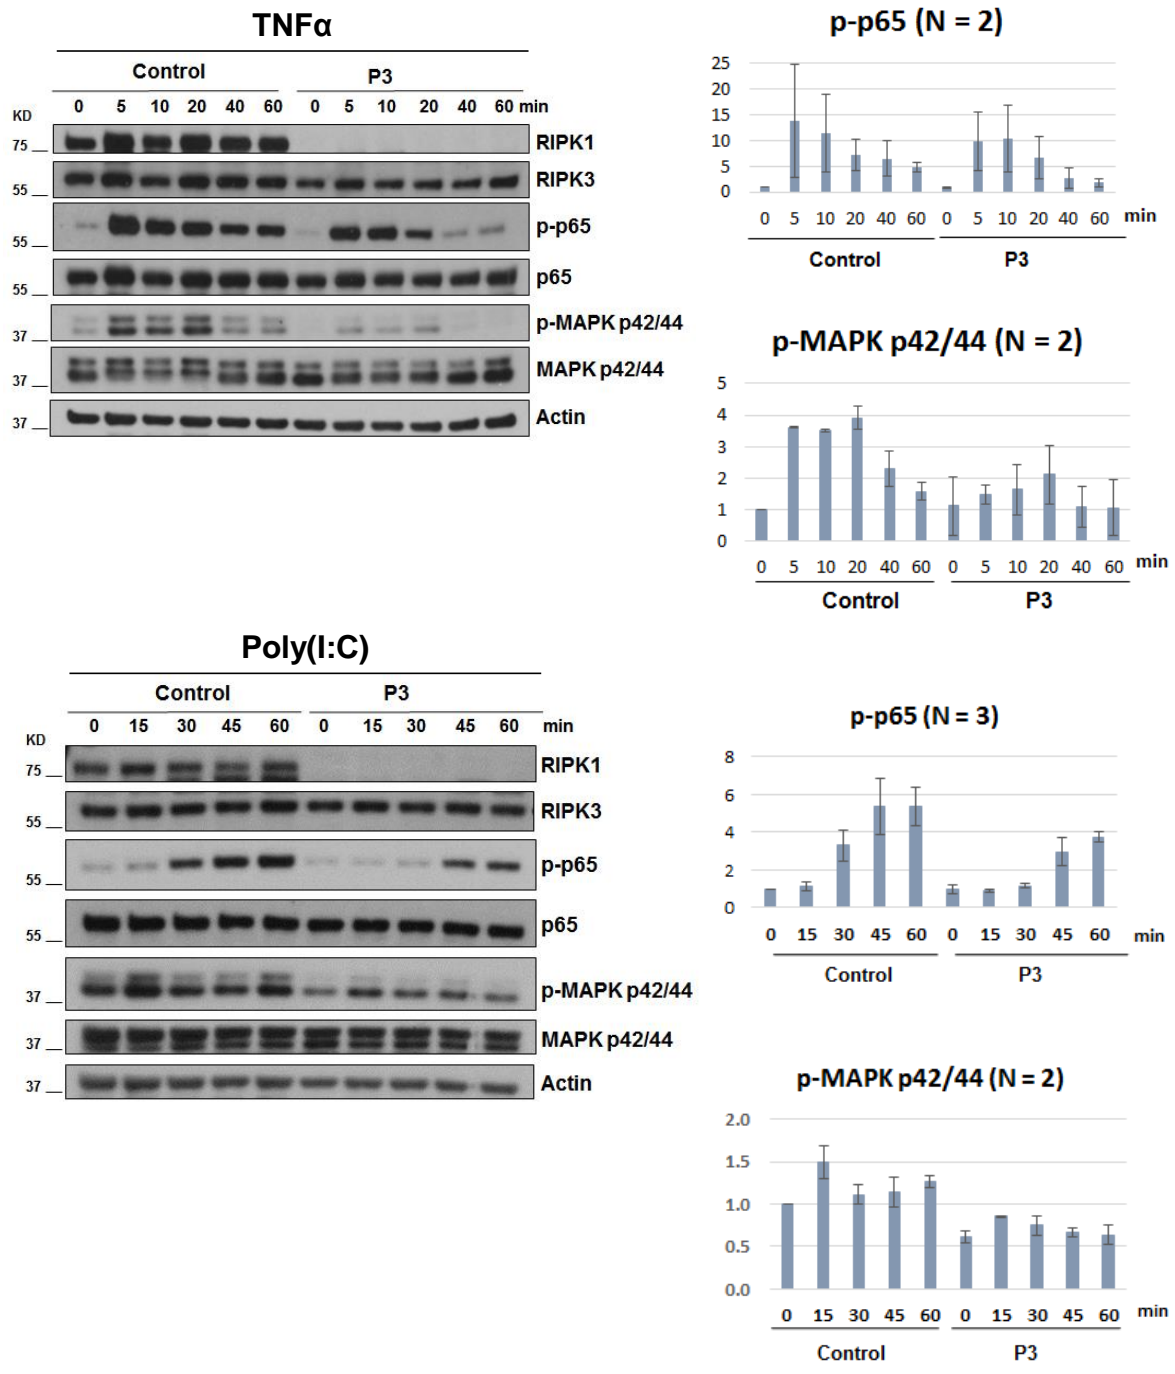 TNFα
Control P3
KD 0 5 10 20 40 60 0 5 10 20 40 60 min
75 RIPK1
55 RIPK3
55 p-p65
55 p65
37 p-MAPK p42/44
37 MAPK p42/44
37 Actin
p-p65 (N = 2)
25
20
15
10
5
0
0 5 10 20 40 60 0 5 10 20 40 60 min
Control P3
p-MAPK p42/44 (N = 2)
5
4
3
2
1
0
0 5 10 20 40 60 0 5 10 20 40 60 min
Control P3
Poly(I:C)
Control P3
0 15 30 45 60 0 15 30 45 60 min
KD
75 RIPK1
55 RIPK3
55 p-p65
55 p65
37 p-MAPK p42/44
37 MAPK p42/44
37 Actin
p-p65 (N = 3)
8
6
4
2
0
0 15 30 45 60 0 15 30 45 60 min
Control P3
p-MAPK p42/44 (N = 2)
2.0
1.5
1.0
0.5
0.0
0 15 30 45 60 0 15 30 45 60 min
Control P3